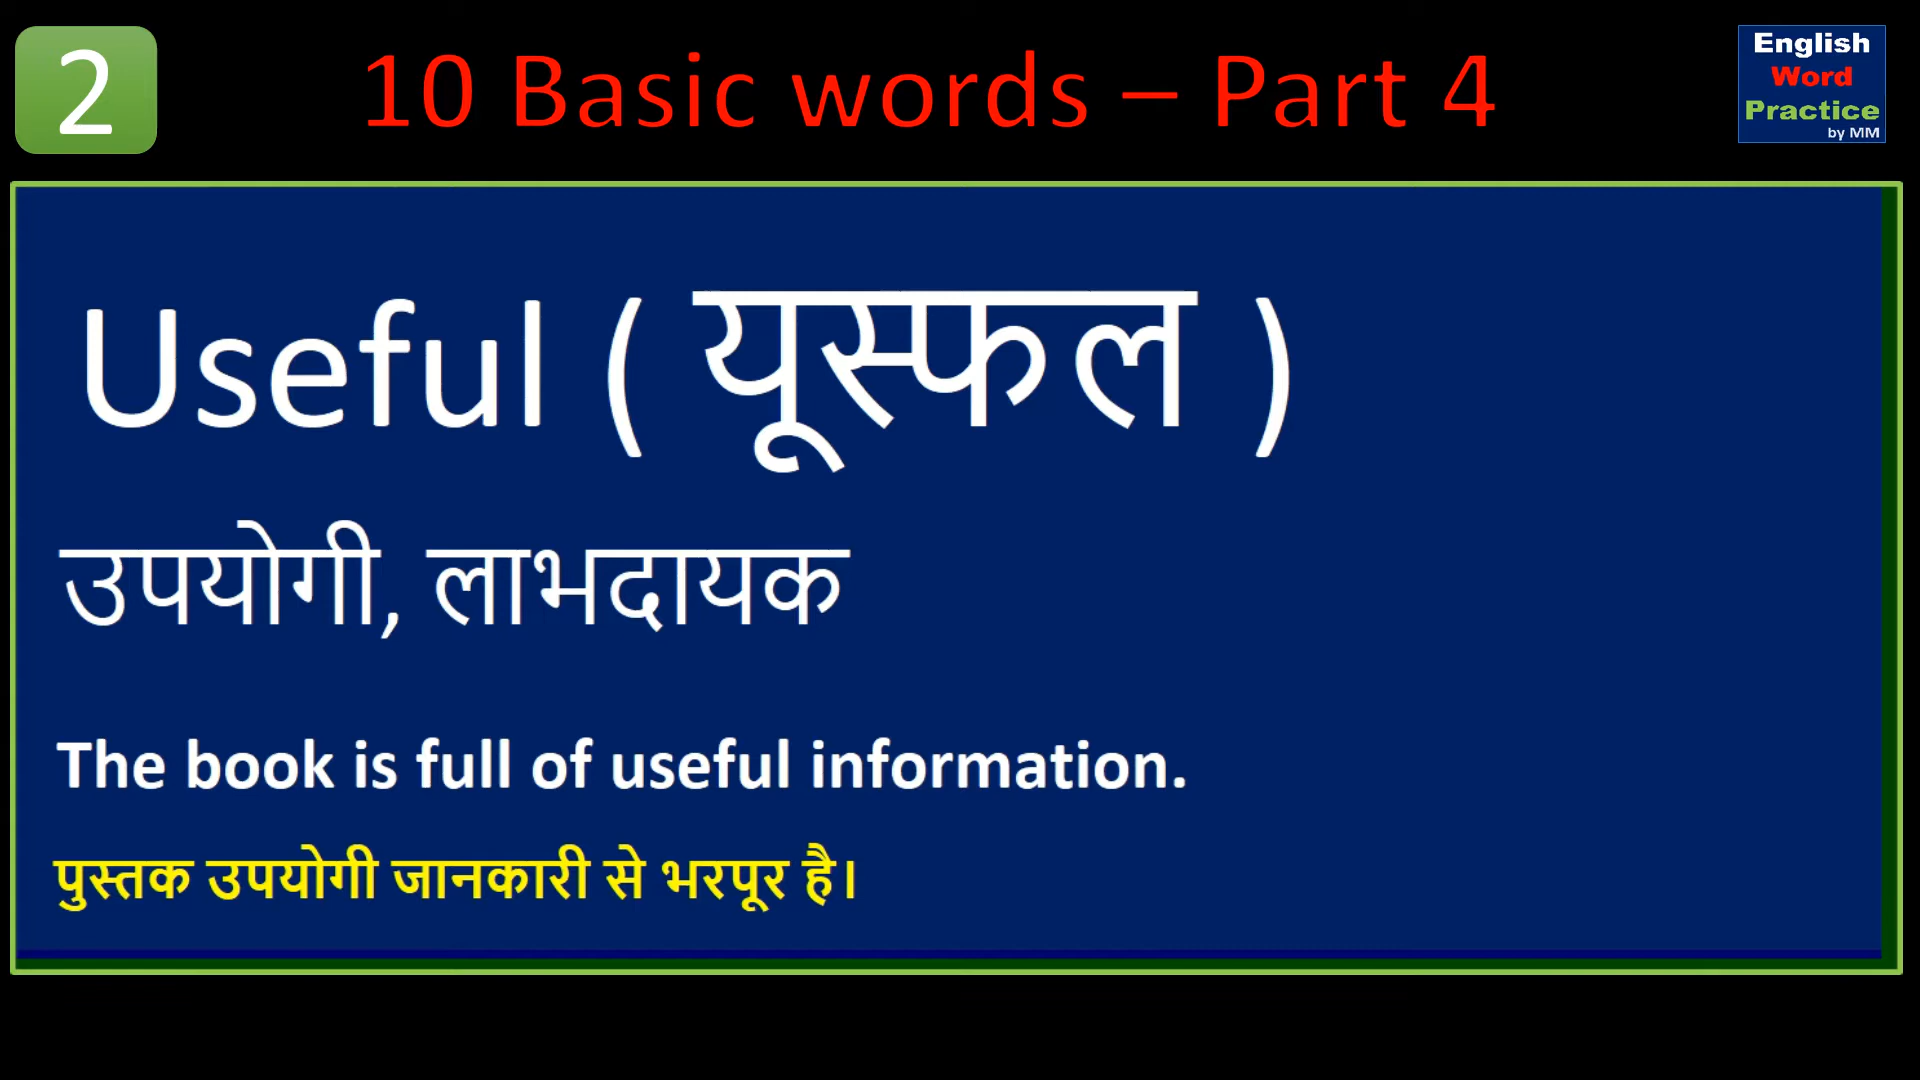 2
10 Basic words – Part 4
English
Word
Practice
by MM
Useful ( यूस्फल )
उपयोगी, लाभदायक
The book is full of useful information.
पुस्तक उपयोगी जानकारी से भरपूर है।